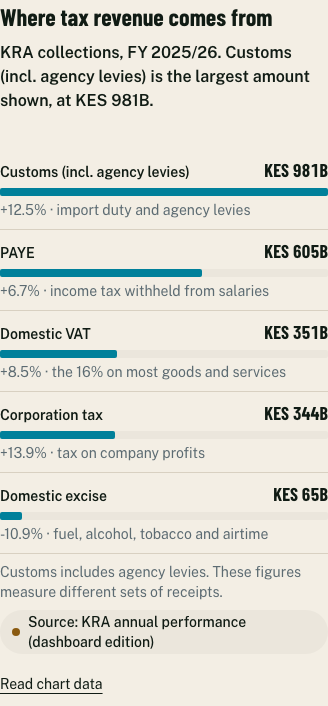 Where tax revenue comes from
KRA collections, FY 2025/26. Customs
(incl. agency levies) is the largest amount
shown, at KES 981B.
Customs (incl. agency levies) KES 981B
+12.5% · import duty and agency levies
PAYE KES 605B
+6.7% · income tax withheld from salaries
Domestic VAT KES 351B
+8.5% · the 16% on most goods and services
Corporation tax KES 344B
+13.9% · tax on company profits
Domestic excise KES 65B
-10.9% · fuel, alcohol, tobacco and airtime
Customs includes agency levies. These figures
measure different sets of receipts.
Source: KRA annual performance
(dashboard edition)
Read chart data